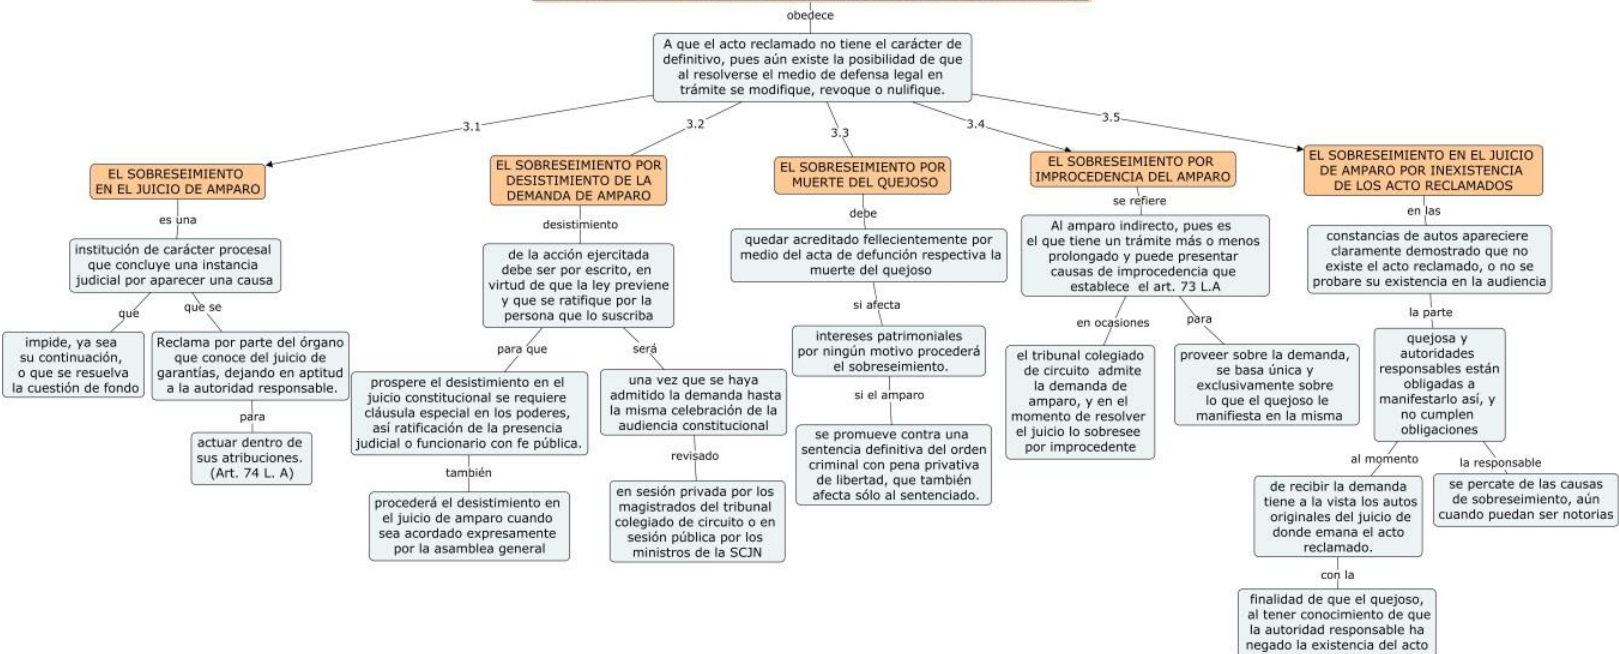 obedece
A que el acto reclamado no tiene el carácter de
definitivo, pues aún existe la posibilidad de que
al resolverse el medio de defensa legal en
trámite se modifique, revoque o nulifique.
3.1
3.2
3.3
3.4
3.5
EL SOBRESEIMIENTO
EN EL JUICIO DE AMPARO
es una
institución de carácter procesal
que concluye una instancia
judicial por aparecer una causa
que
impide, ya sea
su continuación,
o que se resuelva
la cuestión de fondo
que se
Reclama por parte del órgano
que conoce del juicio de
garantías, dejando en aptitud
a la autoridad responsable.
para
actuar dentro de
sus atribuciones.
(Art. 74 L. A)
EL SOBRESEIMIENTO POR
DESISTIMIENTO DE LA
DEMANDA DE AMPARO
desistimiento
de la acción ejercitada
debe ser por escrito, en
virtud de que la ley previene
y que se ratifique por la
persona que lo suscriba
para que
prospere el desistimiento en el
juicio constitucional se requiere
cláusula especial en los poderes,
así ratificación de la presencia
judicial o funcionario con fe pública.
también
procederá el desistimiento en
el juicio de amparo cuando
sea acordado expresamente
por la asamblea general
será
una vez que se haya
admitido la demanda hasta
la misma celebración de la
audiencia constitucional
revisado
en sesión privada por los
magistrados del tribunal
colegiado de circuito o en
sesión pública por los
ministros de la SCJN
EL SOBRESEIMIENTO POR
MUERTE DEL QUEJOSO
debe
quedar acreditado fellecientemente por
medio del acta de defunción respectiva la
muerte del quejoso
si afecta
intereses patrimoniales
por ningún motivo procederá
el sobreseimiento.
si el amparo
se promueve contra una
sentencia definitiva del orden
criminal con pena privativa
de libertad, que también
afecta sólo al sentenciado.
EL SOBRESEIMIENTO POR
IMPROCEDENCIA DEL AMPARO
se refiere
Al amparo indirecto, pues es
el que tiene un trámite más o menos
prolongado y puede presentar
causas de improcedencia que
establece el art. 73 L.A
en ocasiones
el tribunal colegiado
de circuito admite
la demanda de
amparo, y en el
momento de resolver
el juicio lo sobresee
por improcedente
para
proveer sobre la demanda,
se basa única y
exclusivamente sobre
lo que el quejoso le
manifiesta en la misma
EL SOBRESEIMIENTO EN EL JUICIO
DE AMPARO POR INEXISTENCIA
DE LOS ACTO RECLAMADOS
en las
constancias de autos apareciere
claramente demostrado que no
existe el acto reclamado, o no se
probare su existencia en la audiencia
la parte
quejosa y
autoridades
responsables están
obligadas a
manifestarlo así, y
no cumplen
obligaciones
al momento
de recibir la demanda
tiene a la vista los autos
originales del juicio de
donde emana el acto
reclamado.
con la
finalidad de que el quejoso,
al tener conocimiento de que
la autoridad responsable ha
negado la existencia del acto
la responsable
se percate de las causas
de sobreseimiento, aún
cuando puedan ser notorias